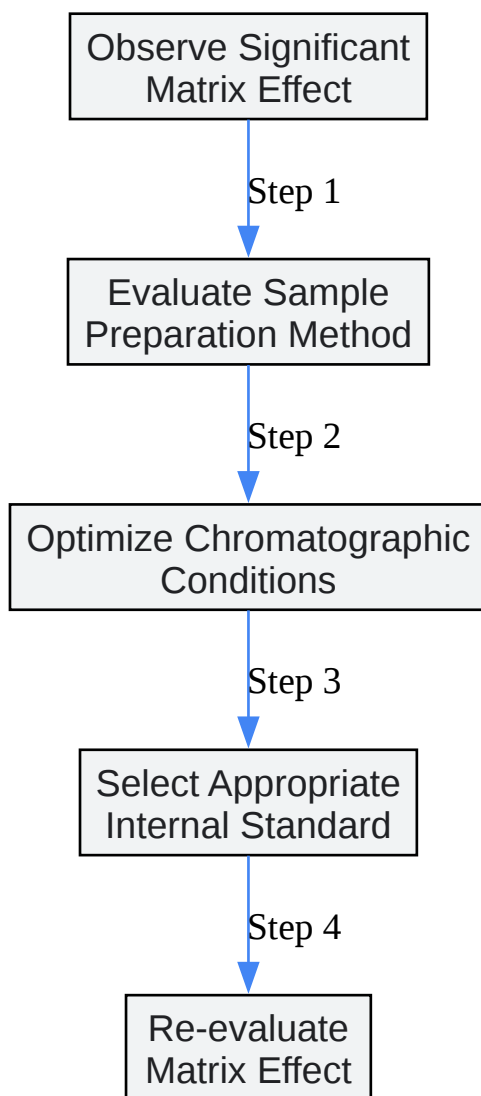 Observe Significant
Matrix Effect
Step 1
Evaluate Sample
Preparation Method
Step 2
Optimize Chromatographic
Conditions
Step 3
Select Appropriate
Internal Standard
Step 4
Re-evaluate
Matrix Effect